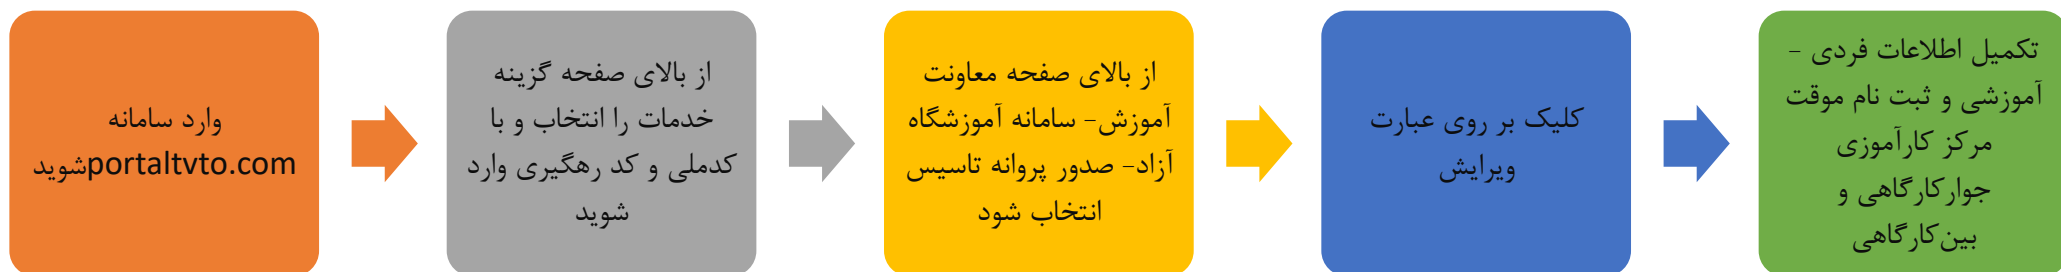 وارد سامانه
portaltvto.comشوید
از بالای صفحه گزینه
خدمات را انتخاب و با
کدملی و کد رهگیری وارد
شوید
از بالای صفحه معاونت
آموزش- سامانه آموزشگاه
آزاد- صدور پروانه تاسیس
انتخاب شود
کلیک بر روی عبارت
ویرایش
تکمیل اطلاعات فردی -
آموزشی و ثبت نام موقت
مرکز کارآموزی
جوارکارگاهی و
بین‌کارگاهی